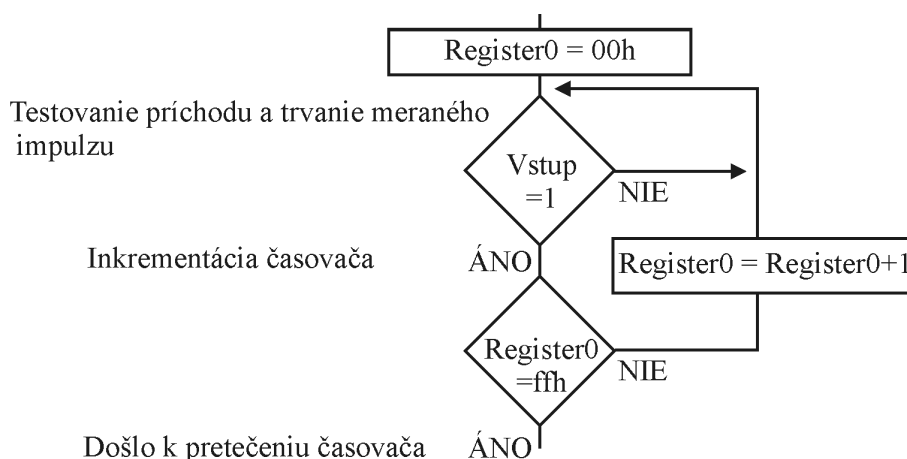 Register0 = 00h
Testovanie príchodu a trvanie meraného
impulzu
Vstup
=1
NIE
Inkrementácia časovača
ÁNO
Register0 = Register0+1
Register0
=ffh
NIE
Došlo k pretečeniu časovača
ÁNO